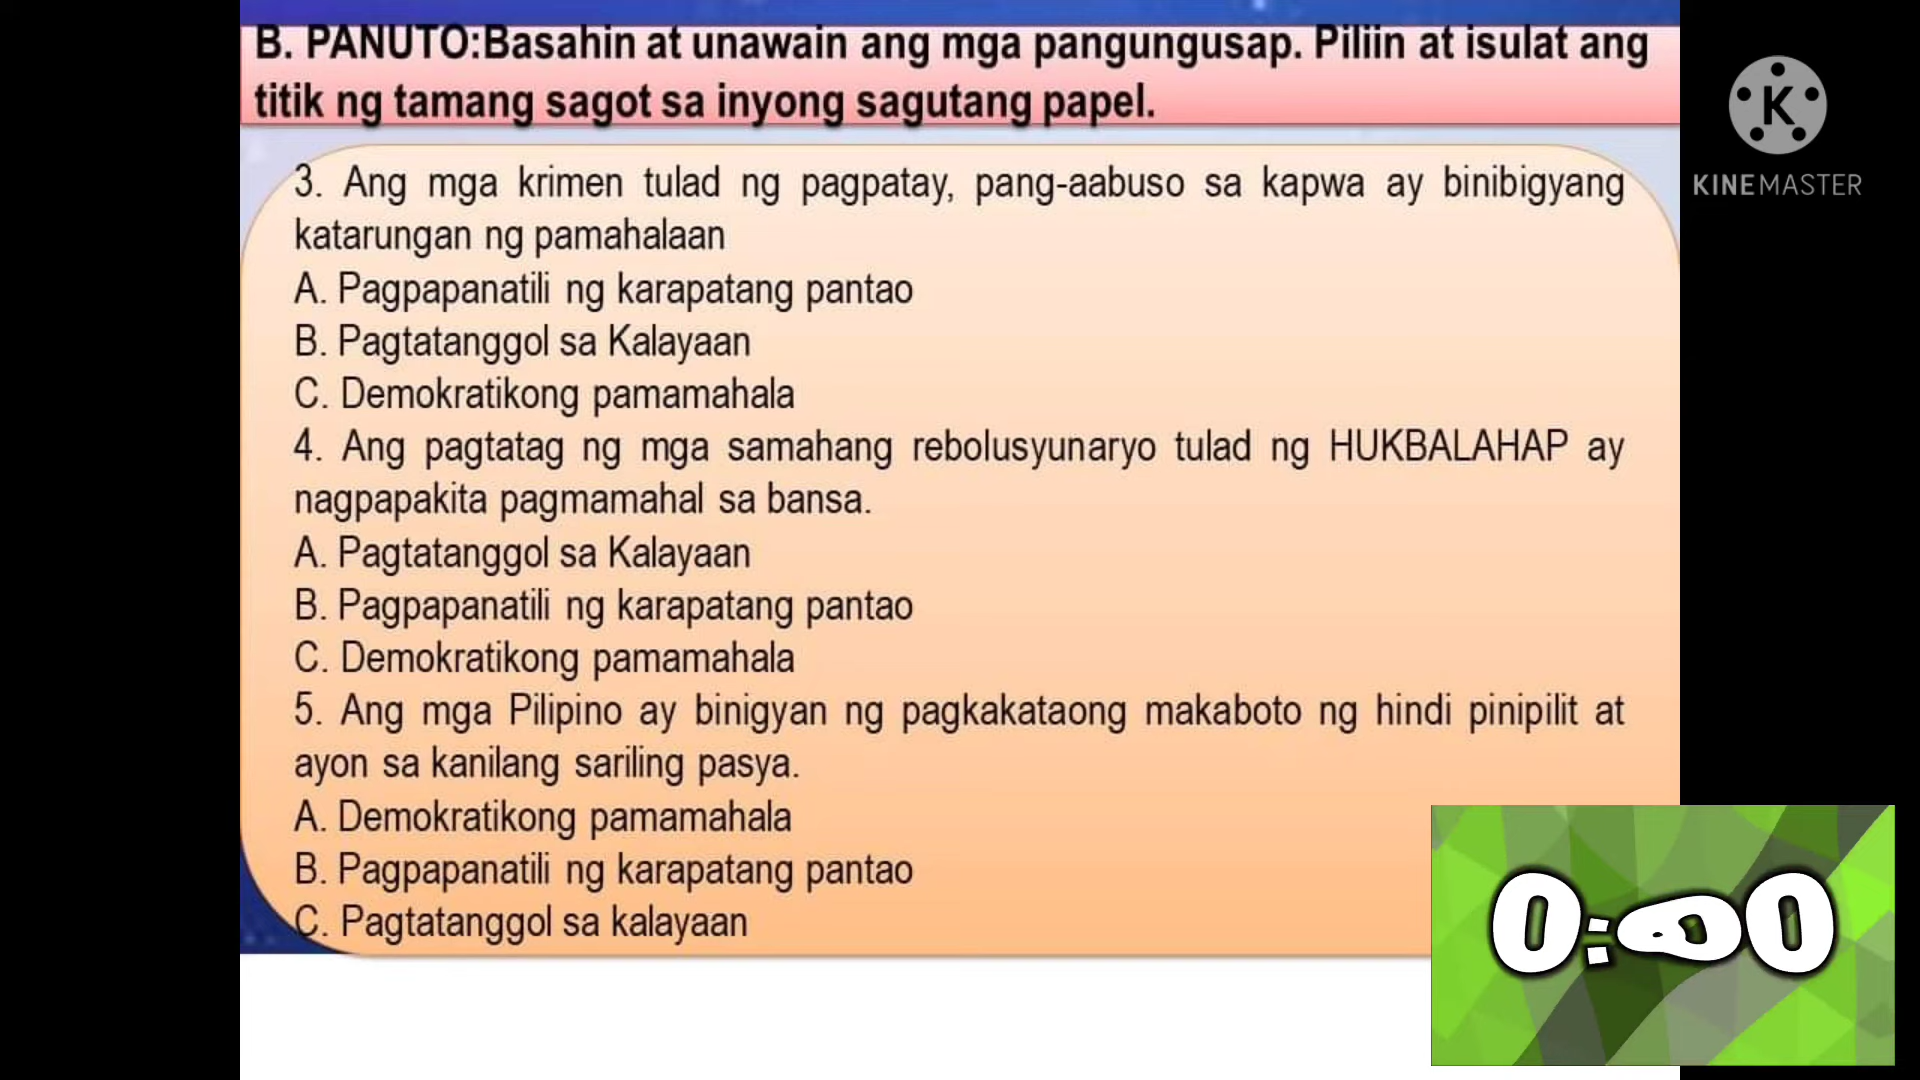 B. PANUTO:Basahin at unawain ang mga pangungusap. Piliin at isulat ang
titik ng tamang sagot sa inyong sagutang papel.
K
KINEMASTER
3. Ang mga krimen tulad ng pagpatay, pang-aabuso sa kapwa ay binibigyang
katarungan ng pamahalaan
A. Pagpapanatili ng karapatang pantao
B. Pagtatanggol sa Kalayaan
C. Demokratikong pamamahala
4. Ang pagtatag ng mga samahang rebolusyunaryo tulad ng HUKBALAHAP ay
nagpapakita pagmamahal sa bansa.
A. Pagtatanggol sa Kalayaan
B. Pagpapanatili ng karapatang pantao
C. Demokratikong pamamahala
5. Ang mga Pilipino ay binigyan ng pagkakataong makaboto ng hindi pinipilit at
ayon sa kanilang sariling pasya.
A. Demokratikong pamamahala
B. Pagpapanatili ng karapatang pantao
C. Pagtatanggol sa kalayaan